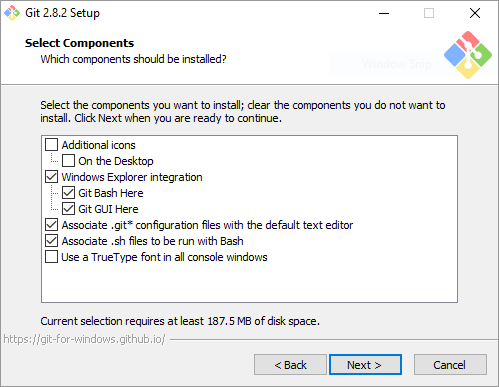 Git 2.8.2 Setup
Select Components
Which components should be installed?
Window Snip
Select the components you want to install; clear the components you do not want to
install. Click Next when you are ready to continue.
Additional icons
On the Desktop
Windows Explorer integration
Git Bash Here
Git GUI Here
Associate .git* configuration files with the default text editor
Associate .sh files to be run with Bash
Use a TrueType font in all console windows
Current selection requires at least 187.5 MB of disk space.
https://git-for-windows.github.io/
< Back
Next >
Cancel